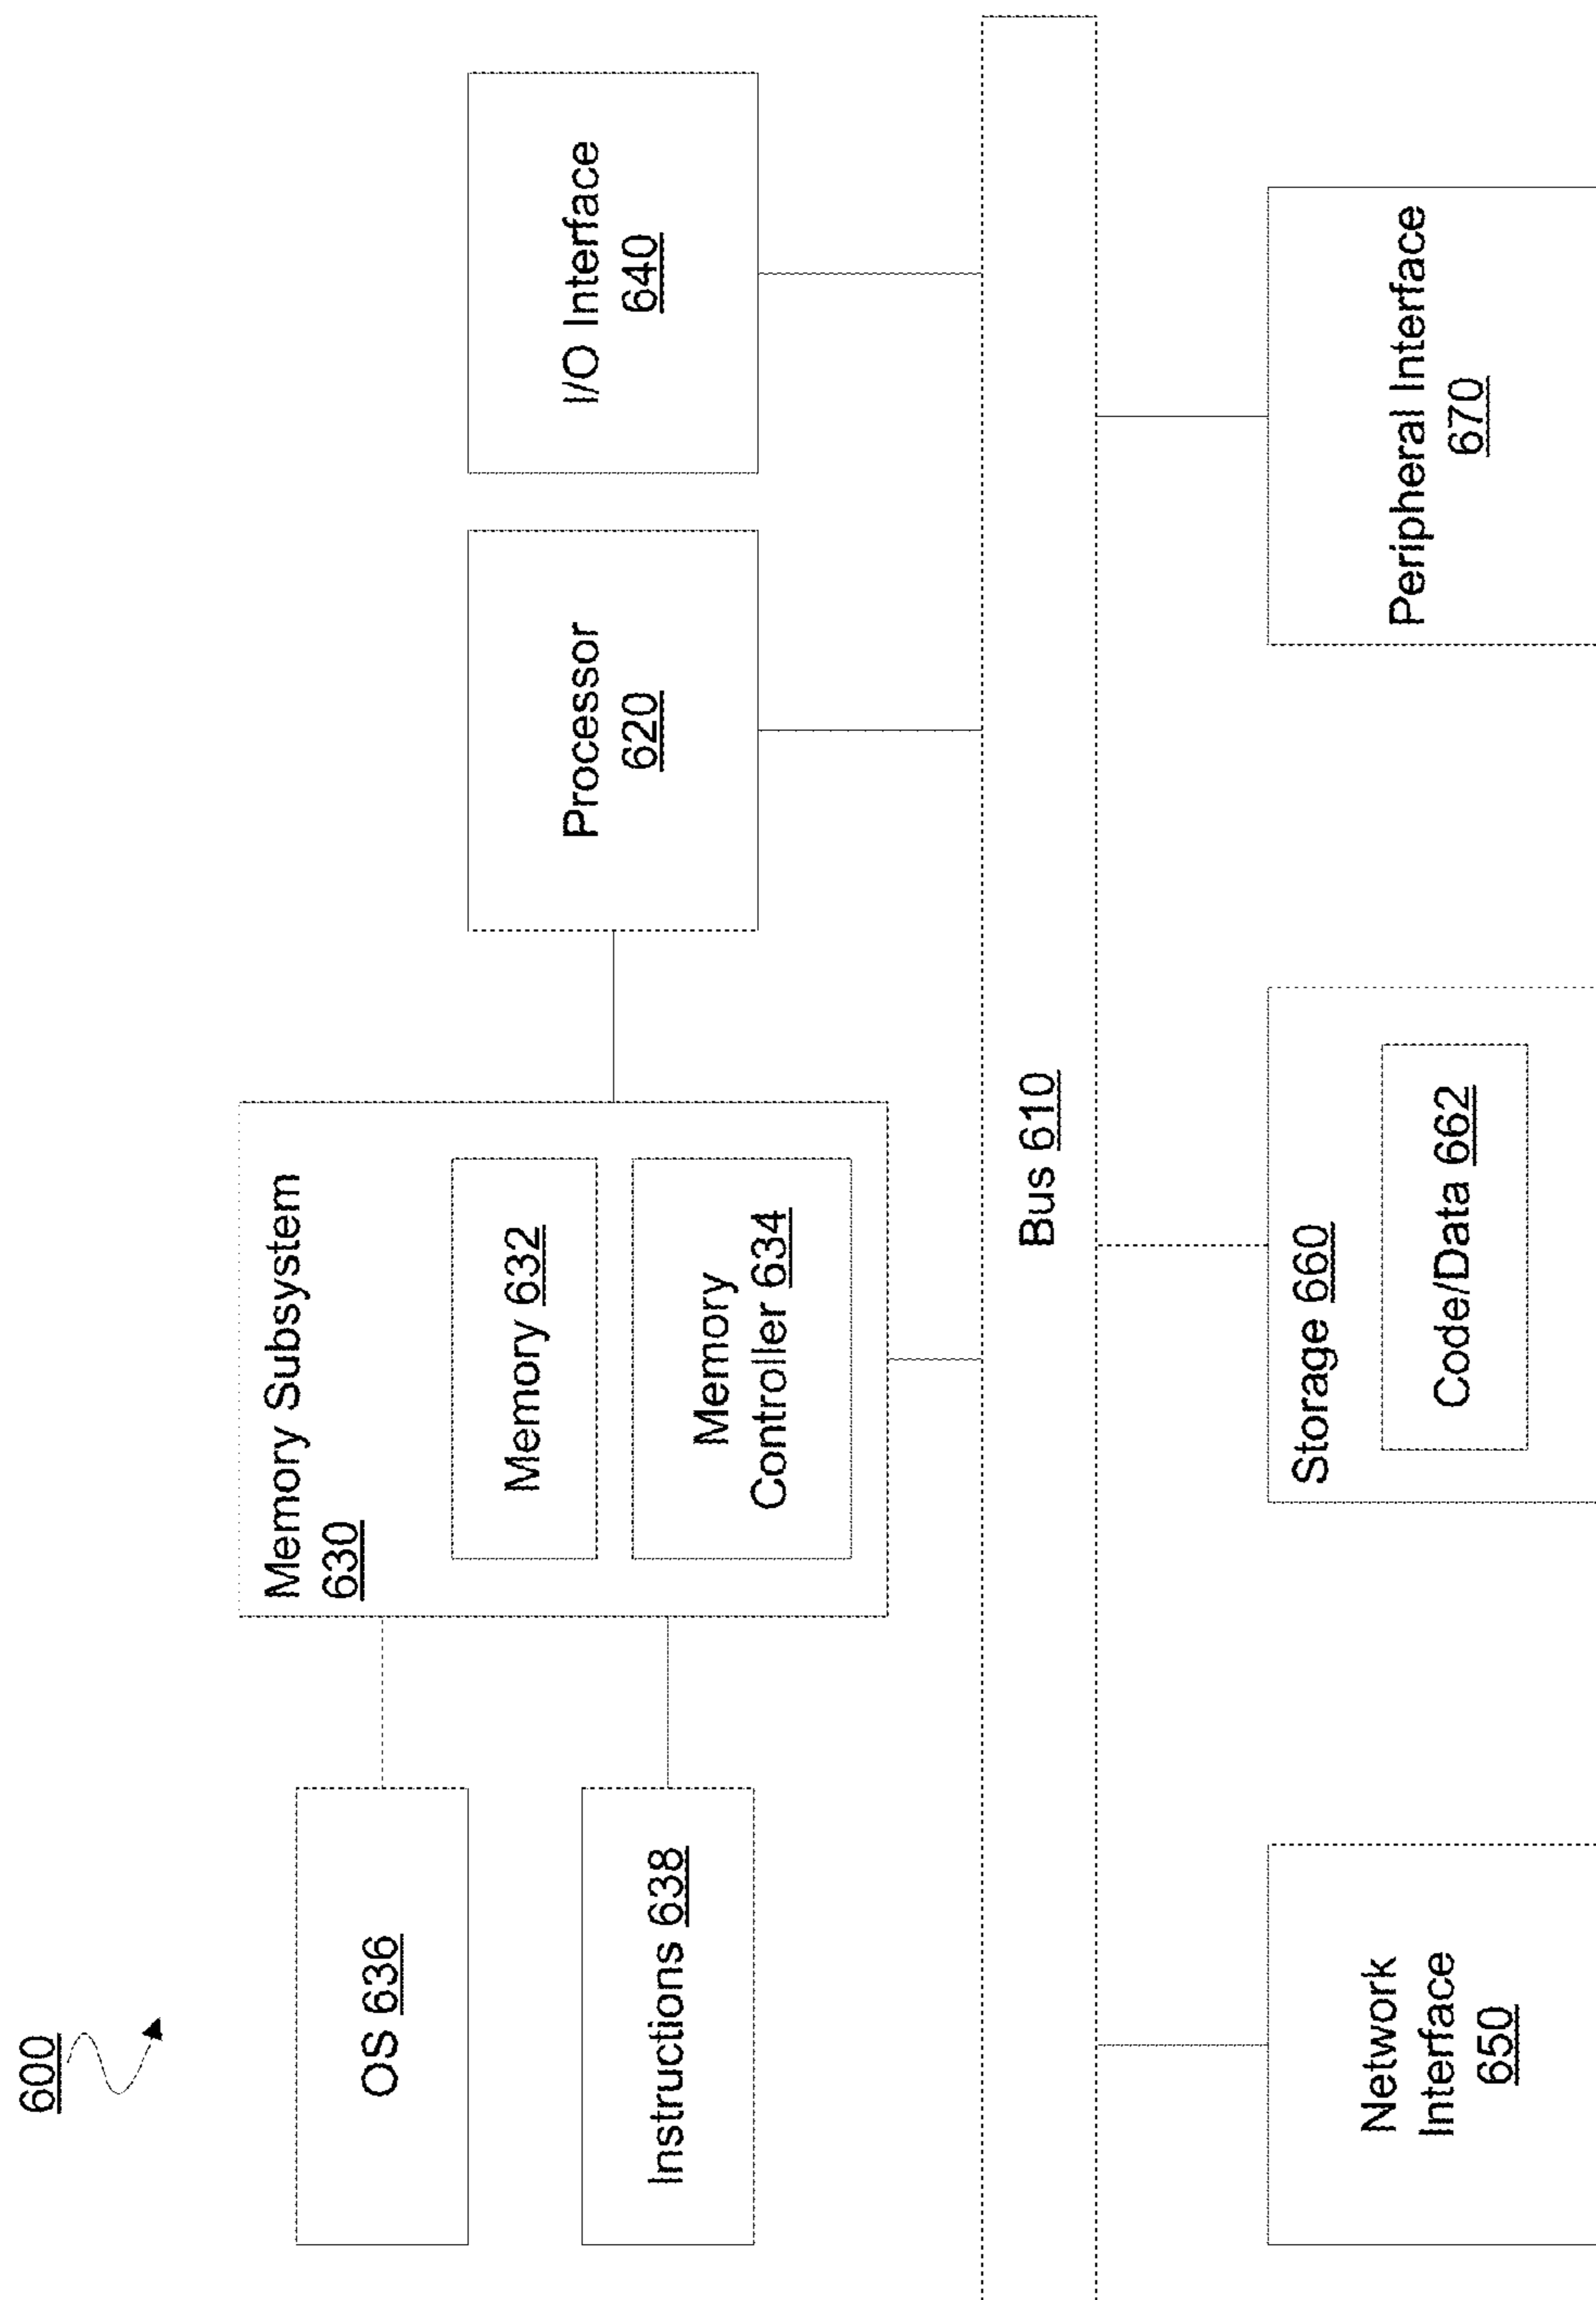 600
OS 636
Instructions 638
Memory Subsystem
630
Memory 632
Memory
Controller 634
Processor
620
I/O Interface
640
Bus 610
Network
Interface
650
Storage 660
Code/Data 662
Peripheral Interface
670